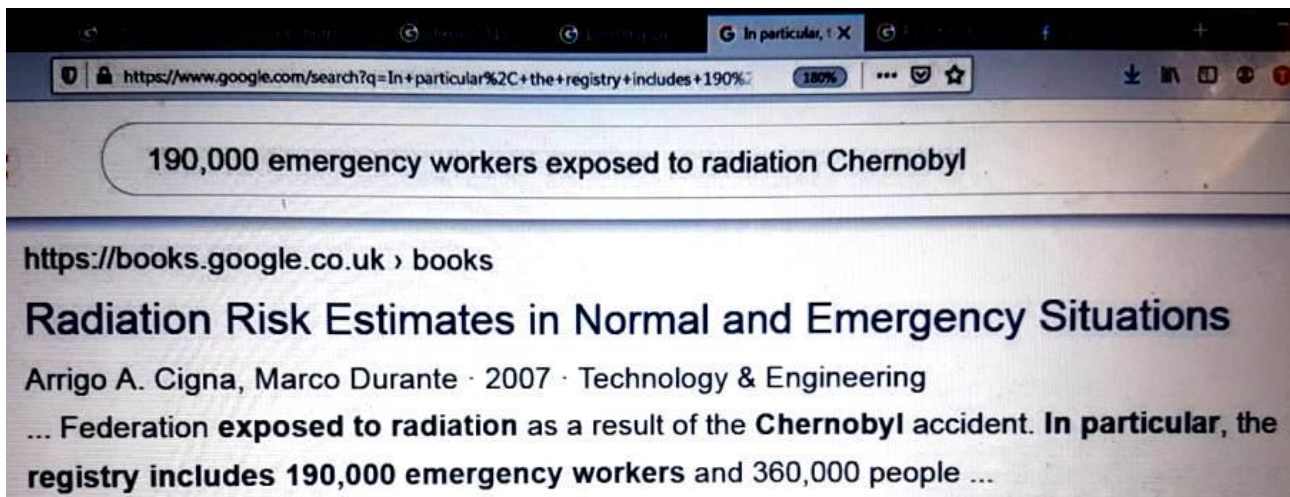 In particular, t
https://www.google.com/search?q=In+particular%2C+the+registry+includes+190%2
180%
190,000 emergency workers exposed to radiation Chernobyl
https://books.google.co.uk › books
Radiation Risk Estimates in Normal and Emergency Situations
Arrigo A. Cigna, Marco Durante · 2007 · Technology & Engineering
... Federation exposed to radiation as a result of the Chernobyl accident. In particular, the
registry includes 190,000 emergency workers and 360,000 people ...